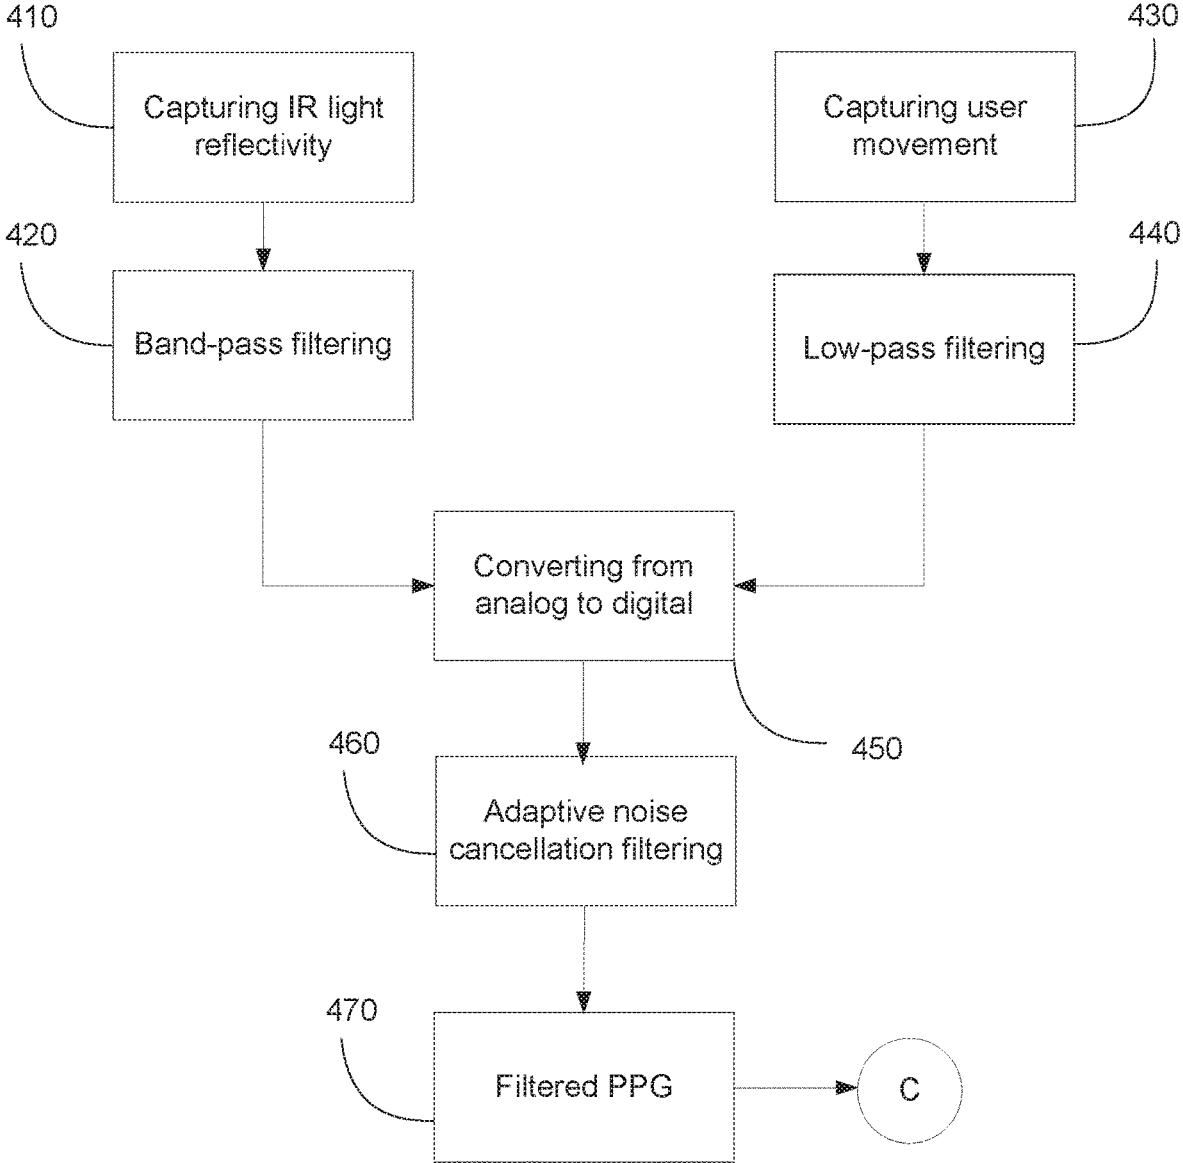 410
Capturing IR light
reflectivity
430
Capturing user
movement
420
Band-pass filtering
440
Low-pass filtering
Converting from
analog to digital
450
460
Adaptive noise
cancellation filtering
470
Filtered PPG
C